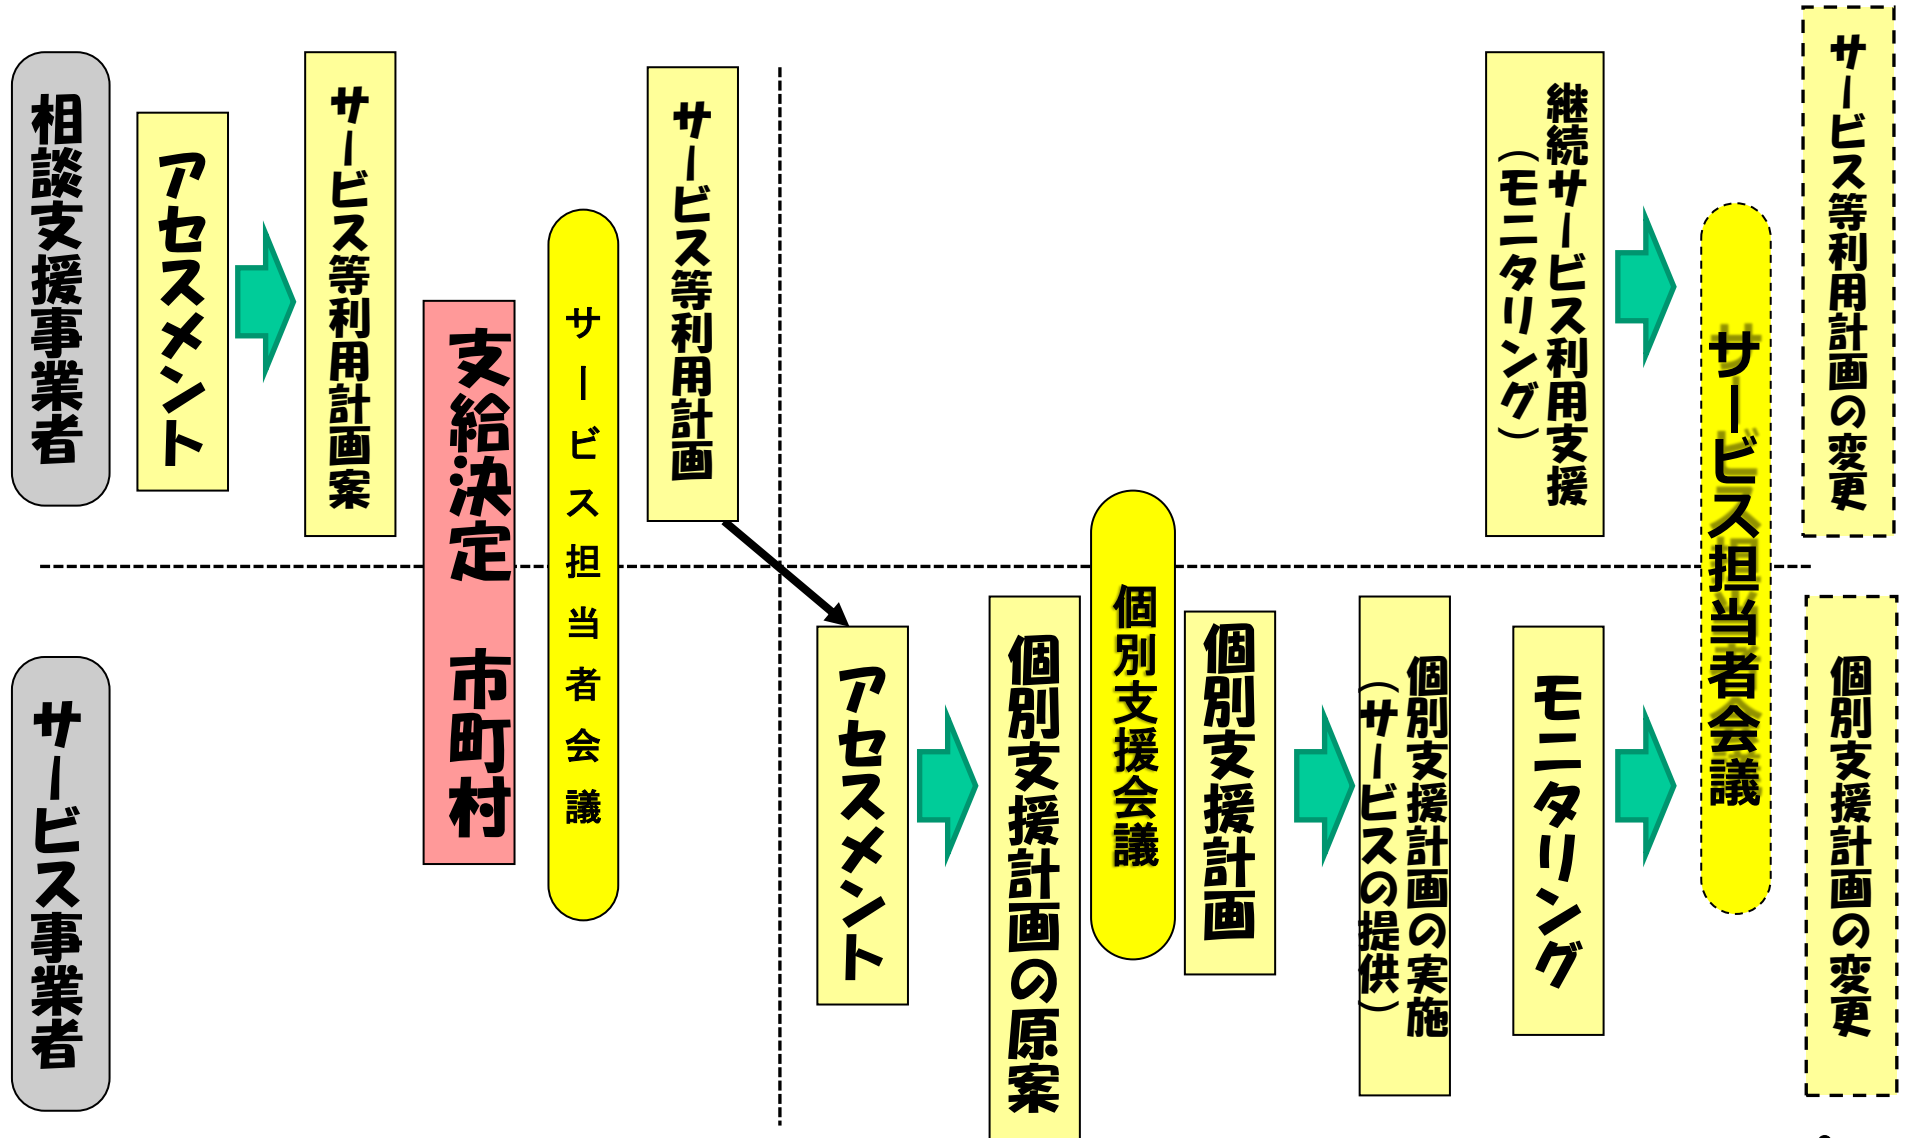 相談支援事業者
アセスメント
サービス等利用計画案
支給決定　市町村
サービス担当者会議
サービス等利用計画
継続サービス利用支援
（モニタリング）
サービス担当者会議
サービス等利用計画の変更
サービス事業者
アセスメント
個別支援計画の原案
個別支援会議
個別支援計画
個別支援計画の実施
（サービスの提供）
モニタリング
個別支援計画の変更